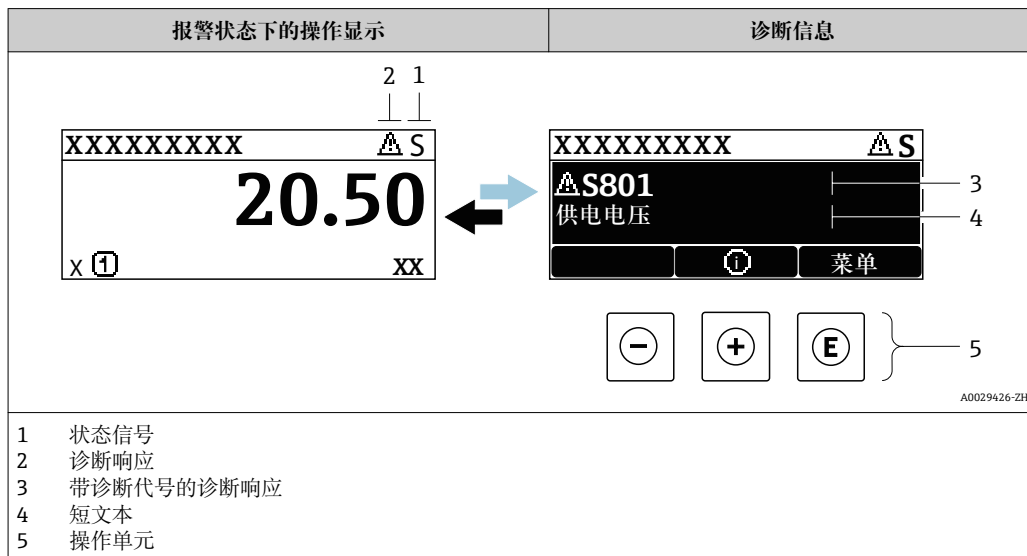 报警状态下的操作显示
诊断信息
2 1
XXXXXXXXX S
20.50
X 1 XX
XXXXXXXXX S
S801
3
供电电压
4
i 菜单
- + E
5
A0029426-ZH
1 状态信号
2 诊断响应
3 带诊断代号的诊断响应
4 短文本
5 操作单元